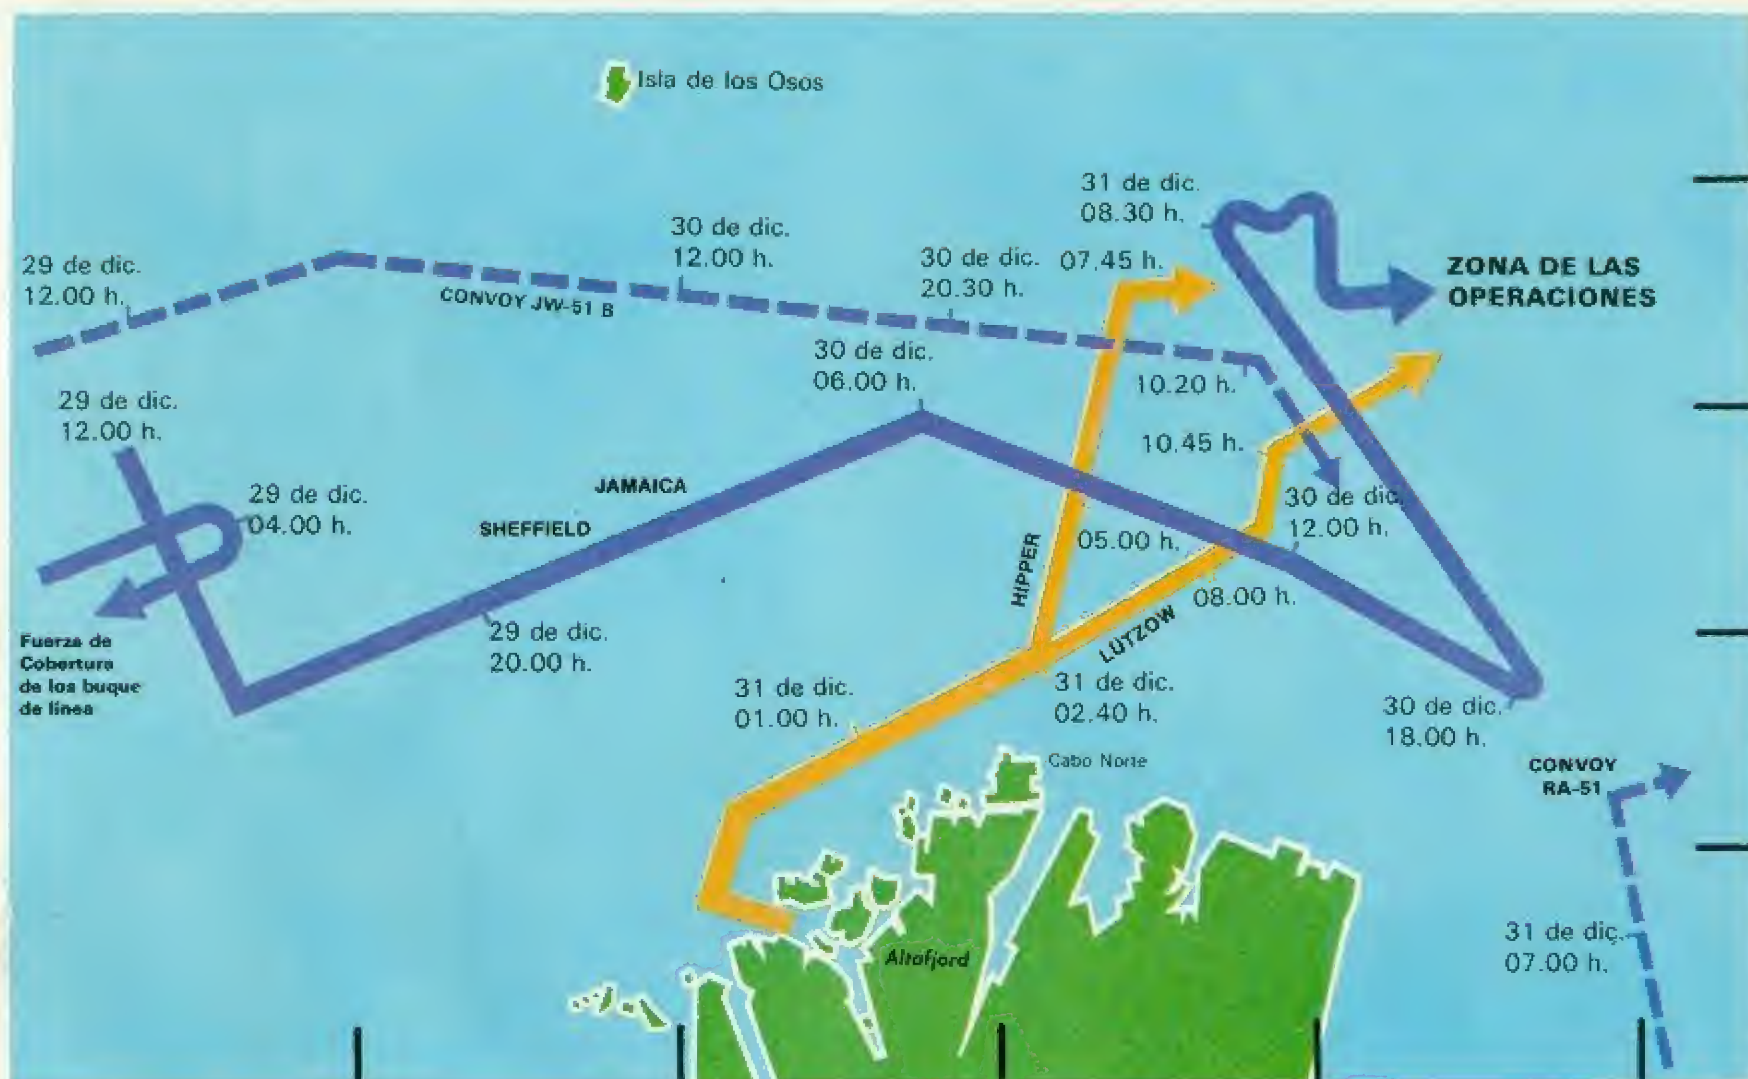 Isla de los Osos
31 de dic.
08.30 h.
30 de dic.
12.00 h.
29 de dic.
12.00 h.
30 de dic.
20.30 h.
07.45 h.
ZONA DE LAS
OPERACIONES
CONVOY JW-51 B
30 de dic.
06.00 h.
10.20 h.
29 de dic.
12.00 h.
10.45 h.
JAMAICA
SHEFFIELD
29 de dic.
04.00 h.
30 de dic.
12.00 h.
05.00 h.
HIPPER
08.00 h.
LUTZOW
Fuerza de
Cobertura
de los buque
de línea
29 de dic.
20.00 h.
31 de dic.
01.00 h.
31 de dic.
02.40 h.
30 de dic.
18.00 h.
Cabo Norte
CONVOY
RA-51
31 de dic.
07.00 h.
Altafjord